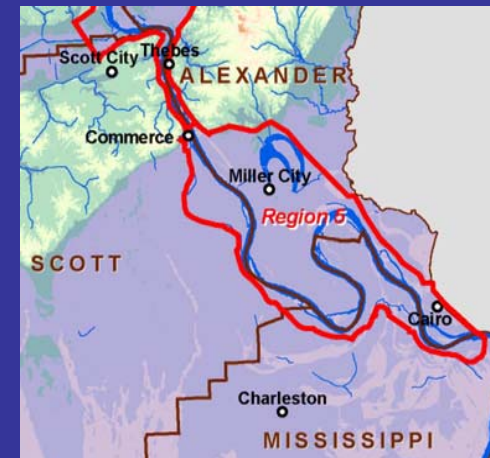 Thebes
Scott City
ALEXANDER
Commerce
Miller City
Region 5
SCOTT
Cairo
Charleston
MISSISSIPPI